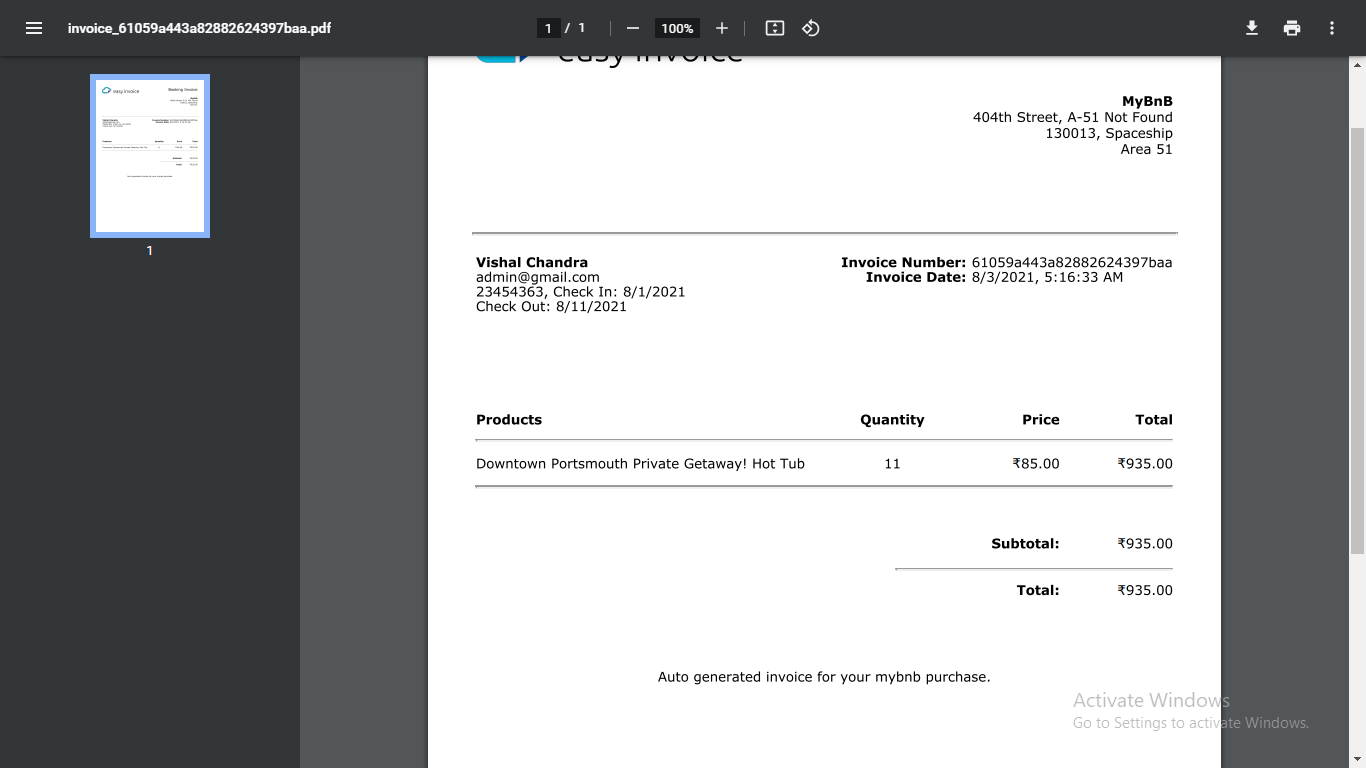 invoice_61059a443a82882624397baa.pdf
1 / 1
100%
easy invoice
MyBnB
404th Street, A-51 Not Found
130013, Spaceship
Area 51
Vishal Chandra
admin@gmail.com
23454363, Check In: 8/1/2021
Check Out: 8/11/2021
Invoice Number: 61059a443a82882624397baa
Invoice Date: 8/3/2021, 5:16:33 AM
Products Quantity Price Total
Downtown Portsmouth Private Getaway! Hot Tub 11 ₹85.00 ₹935.00
Subtotal: ₹935.00
Total: ₹935.00
Auto generated invoice for your mybnb purchase.
Activate Windows
Go to Settings to activate Windows.
easy invoice
Booking Invoice
1